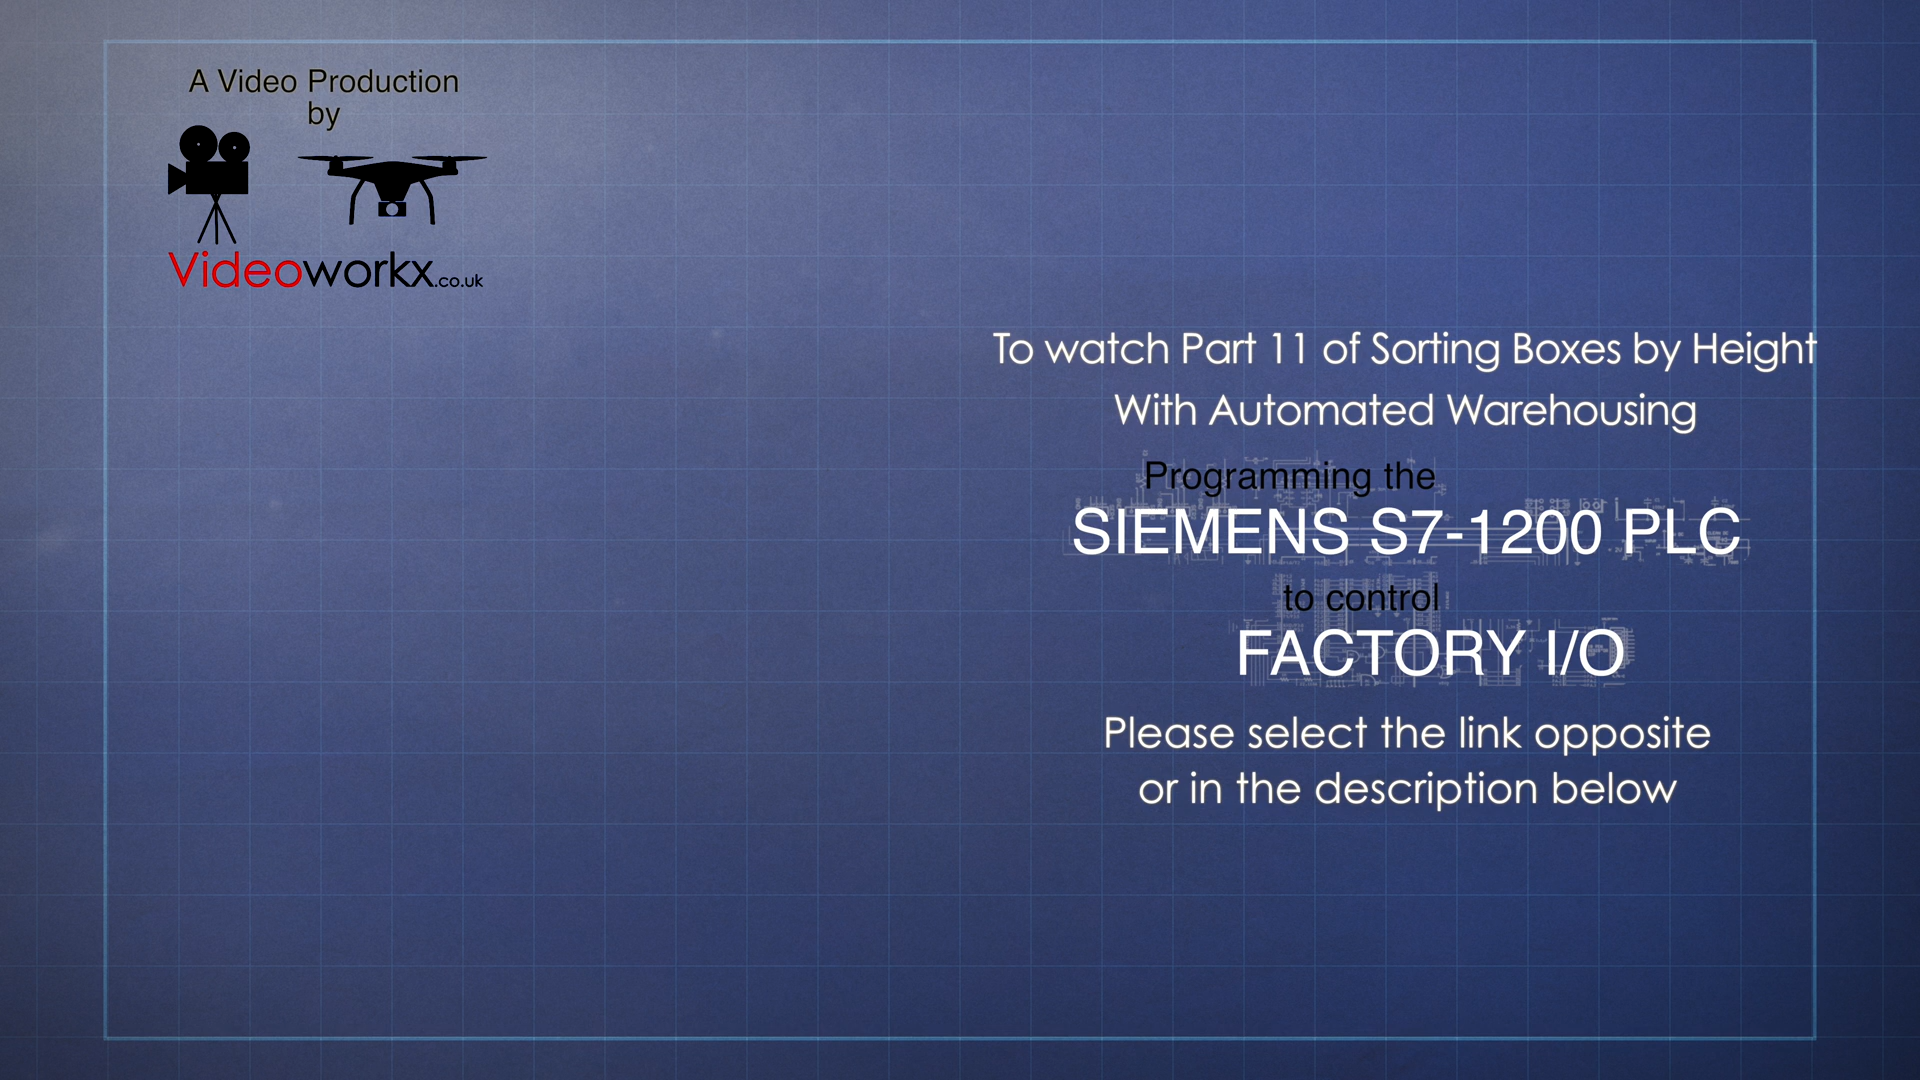 A Video Production
by
Videoworkx.co.uk
To watch Part 11 of Sorting Boxes by Height
With Automated Warehousing
Programming the
SIEMENS S7-1200 PLC
to control
FACTORY I/O
Please select the link opposite
or in the description below